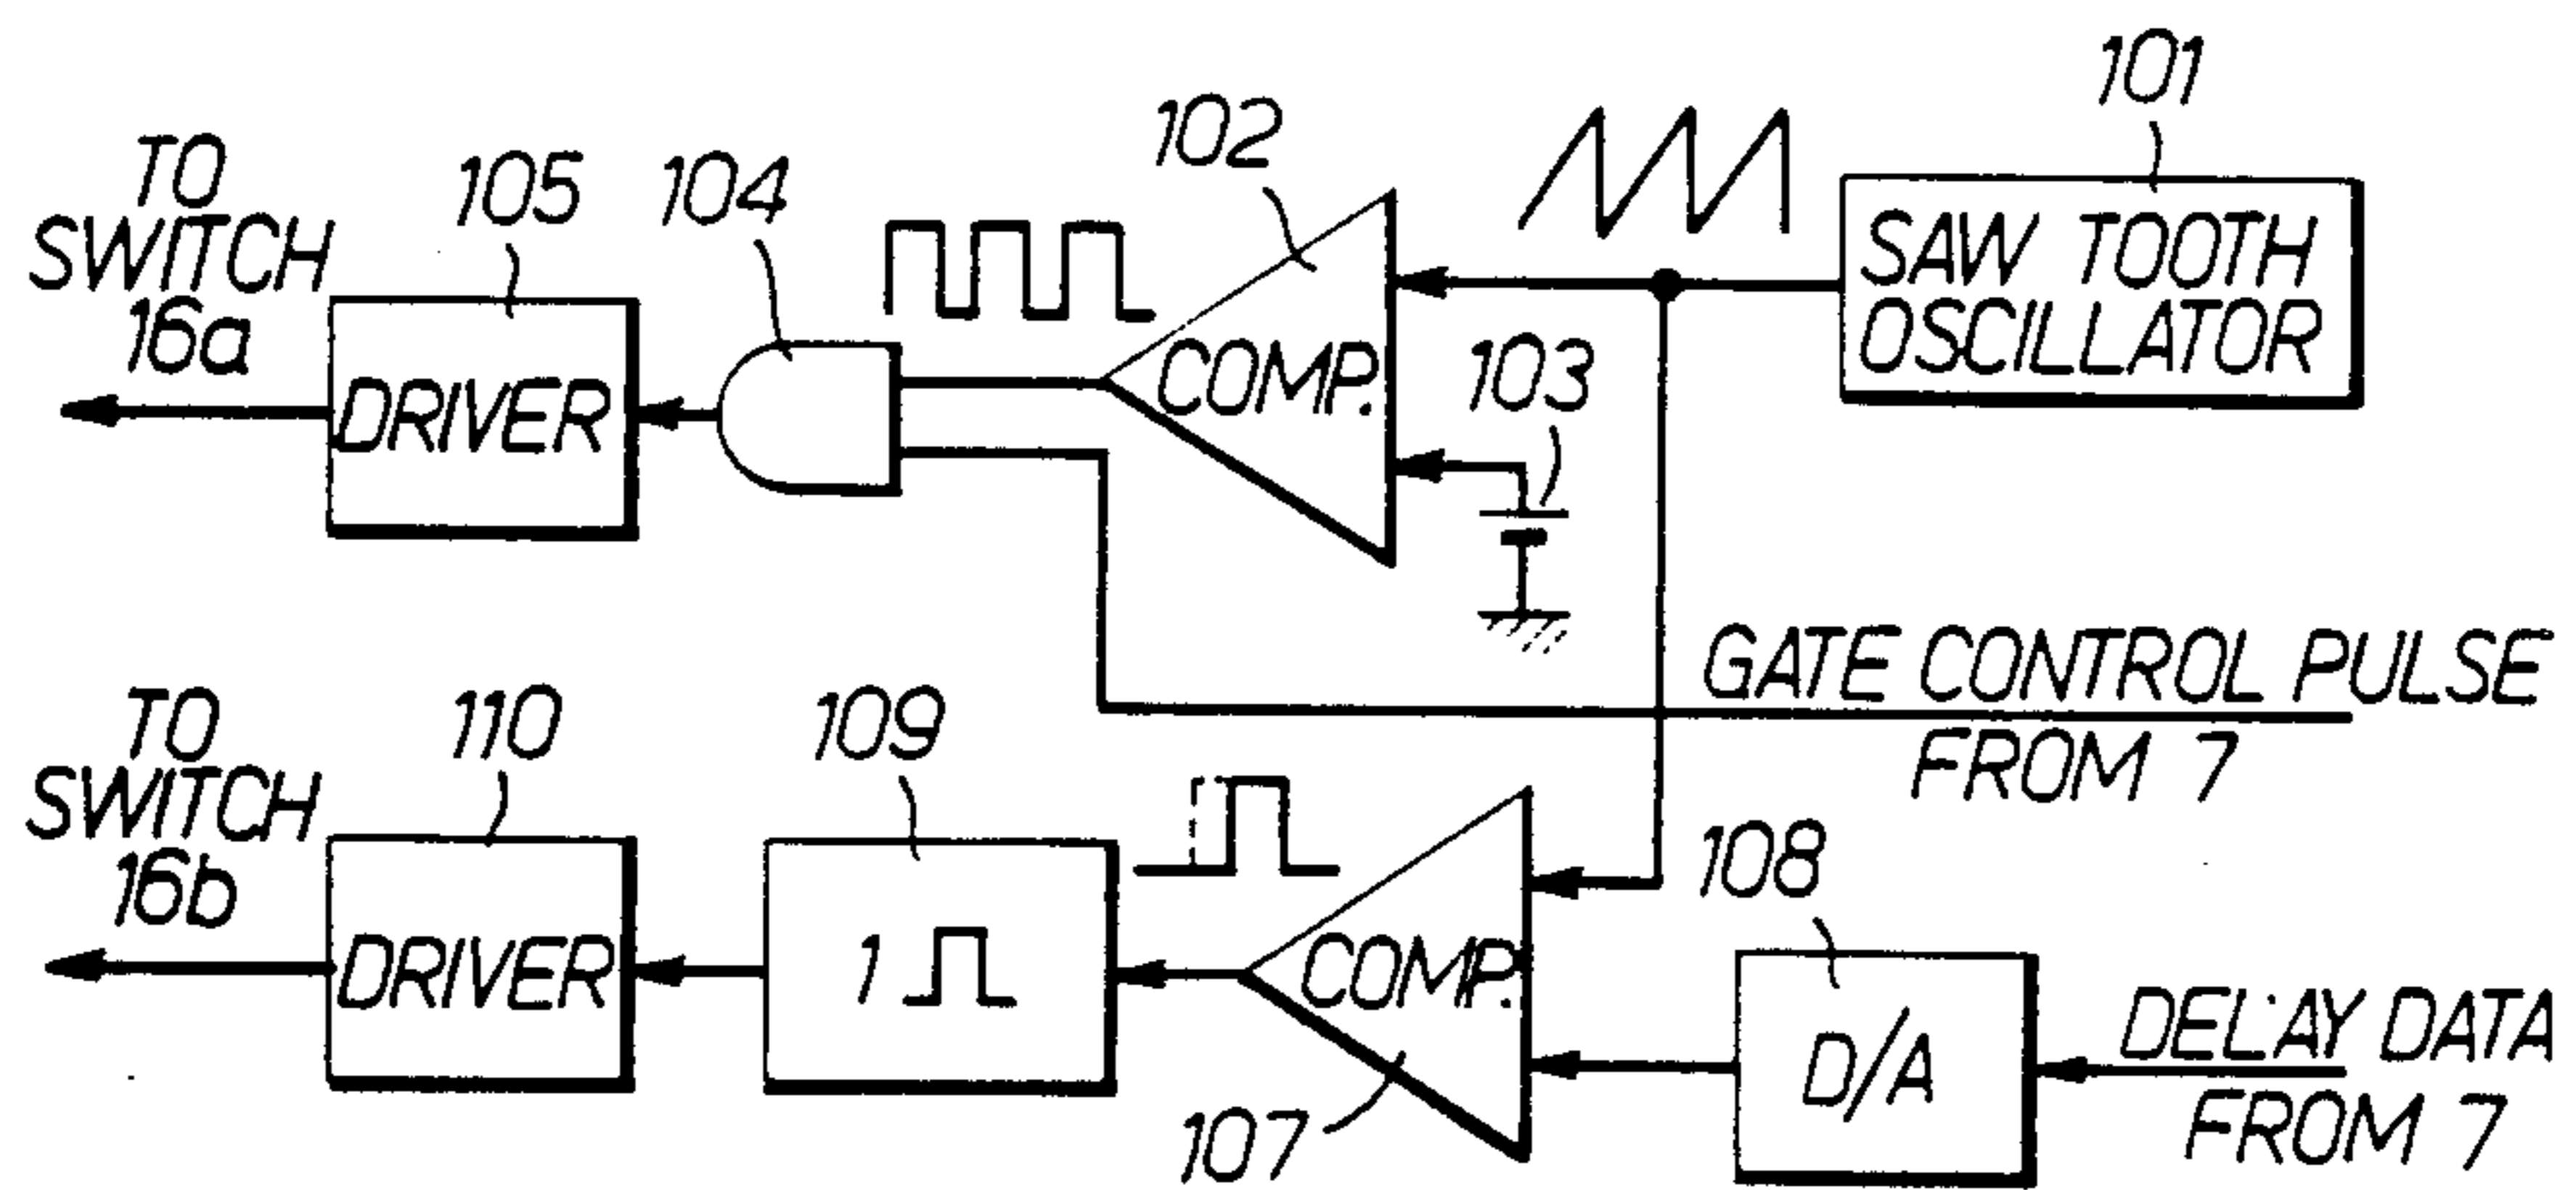 101
102
TO
SWITCH
16a
105
104
SAW TOOTH
OSCILLATOR
COMP.
103
DRIVER
GATE CONTROL PULSE
FROM 7
TO
SWITCH
16b
110
109
108
DRIVER
1
COMP.
D/A
DELAY DATA
FROM 7
107